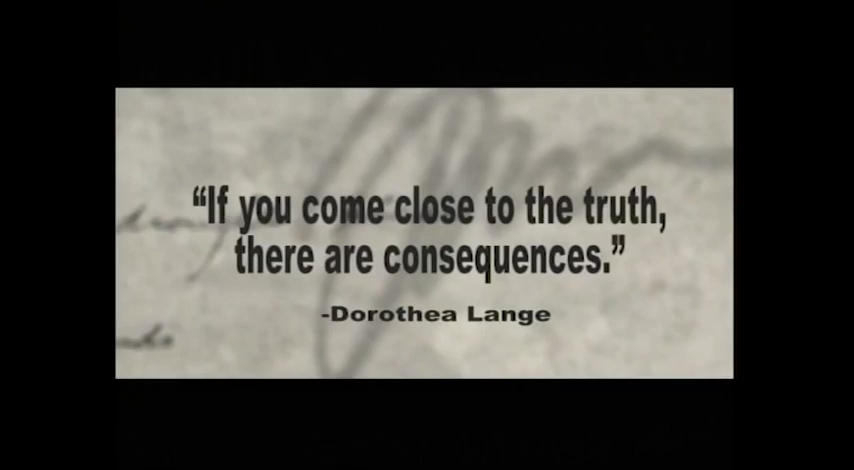 “If you come close to the truth,
there are consequences.”
-Dorothea Lange